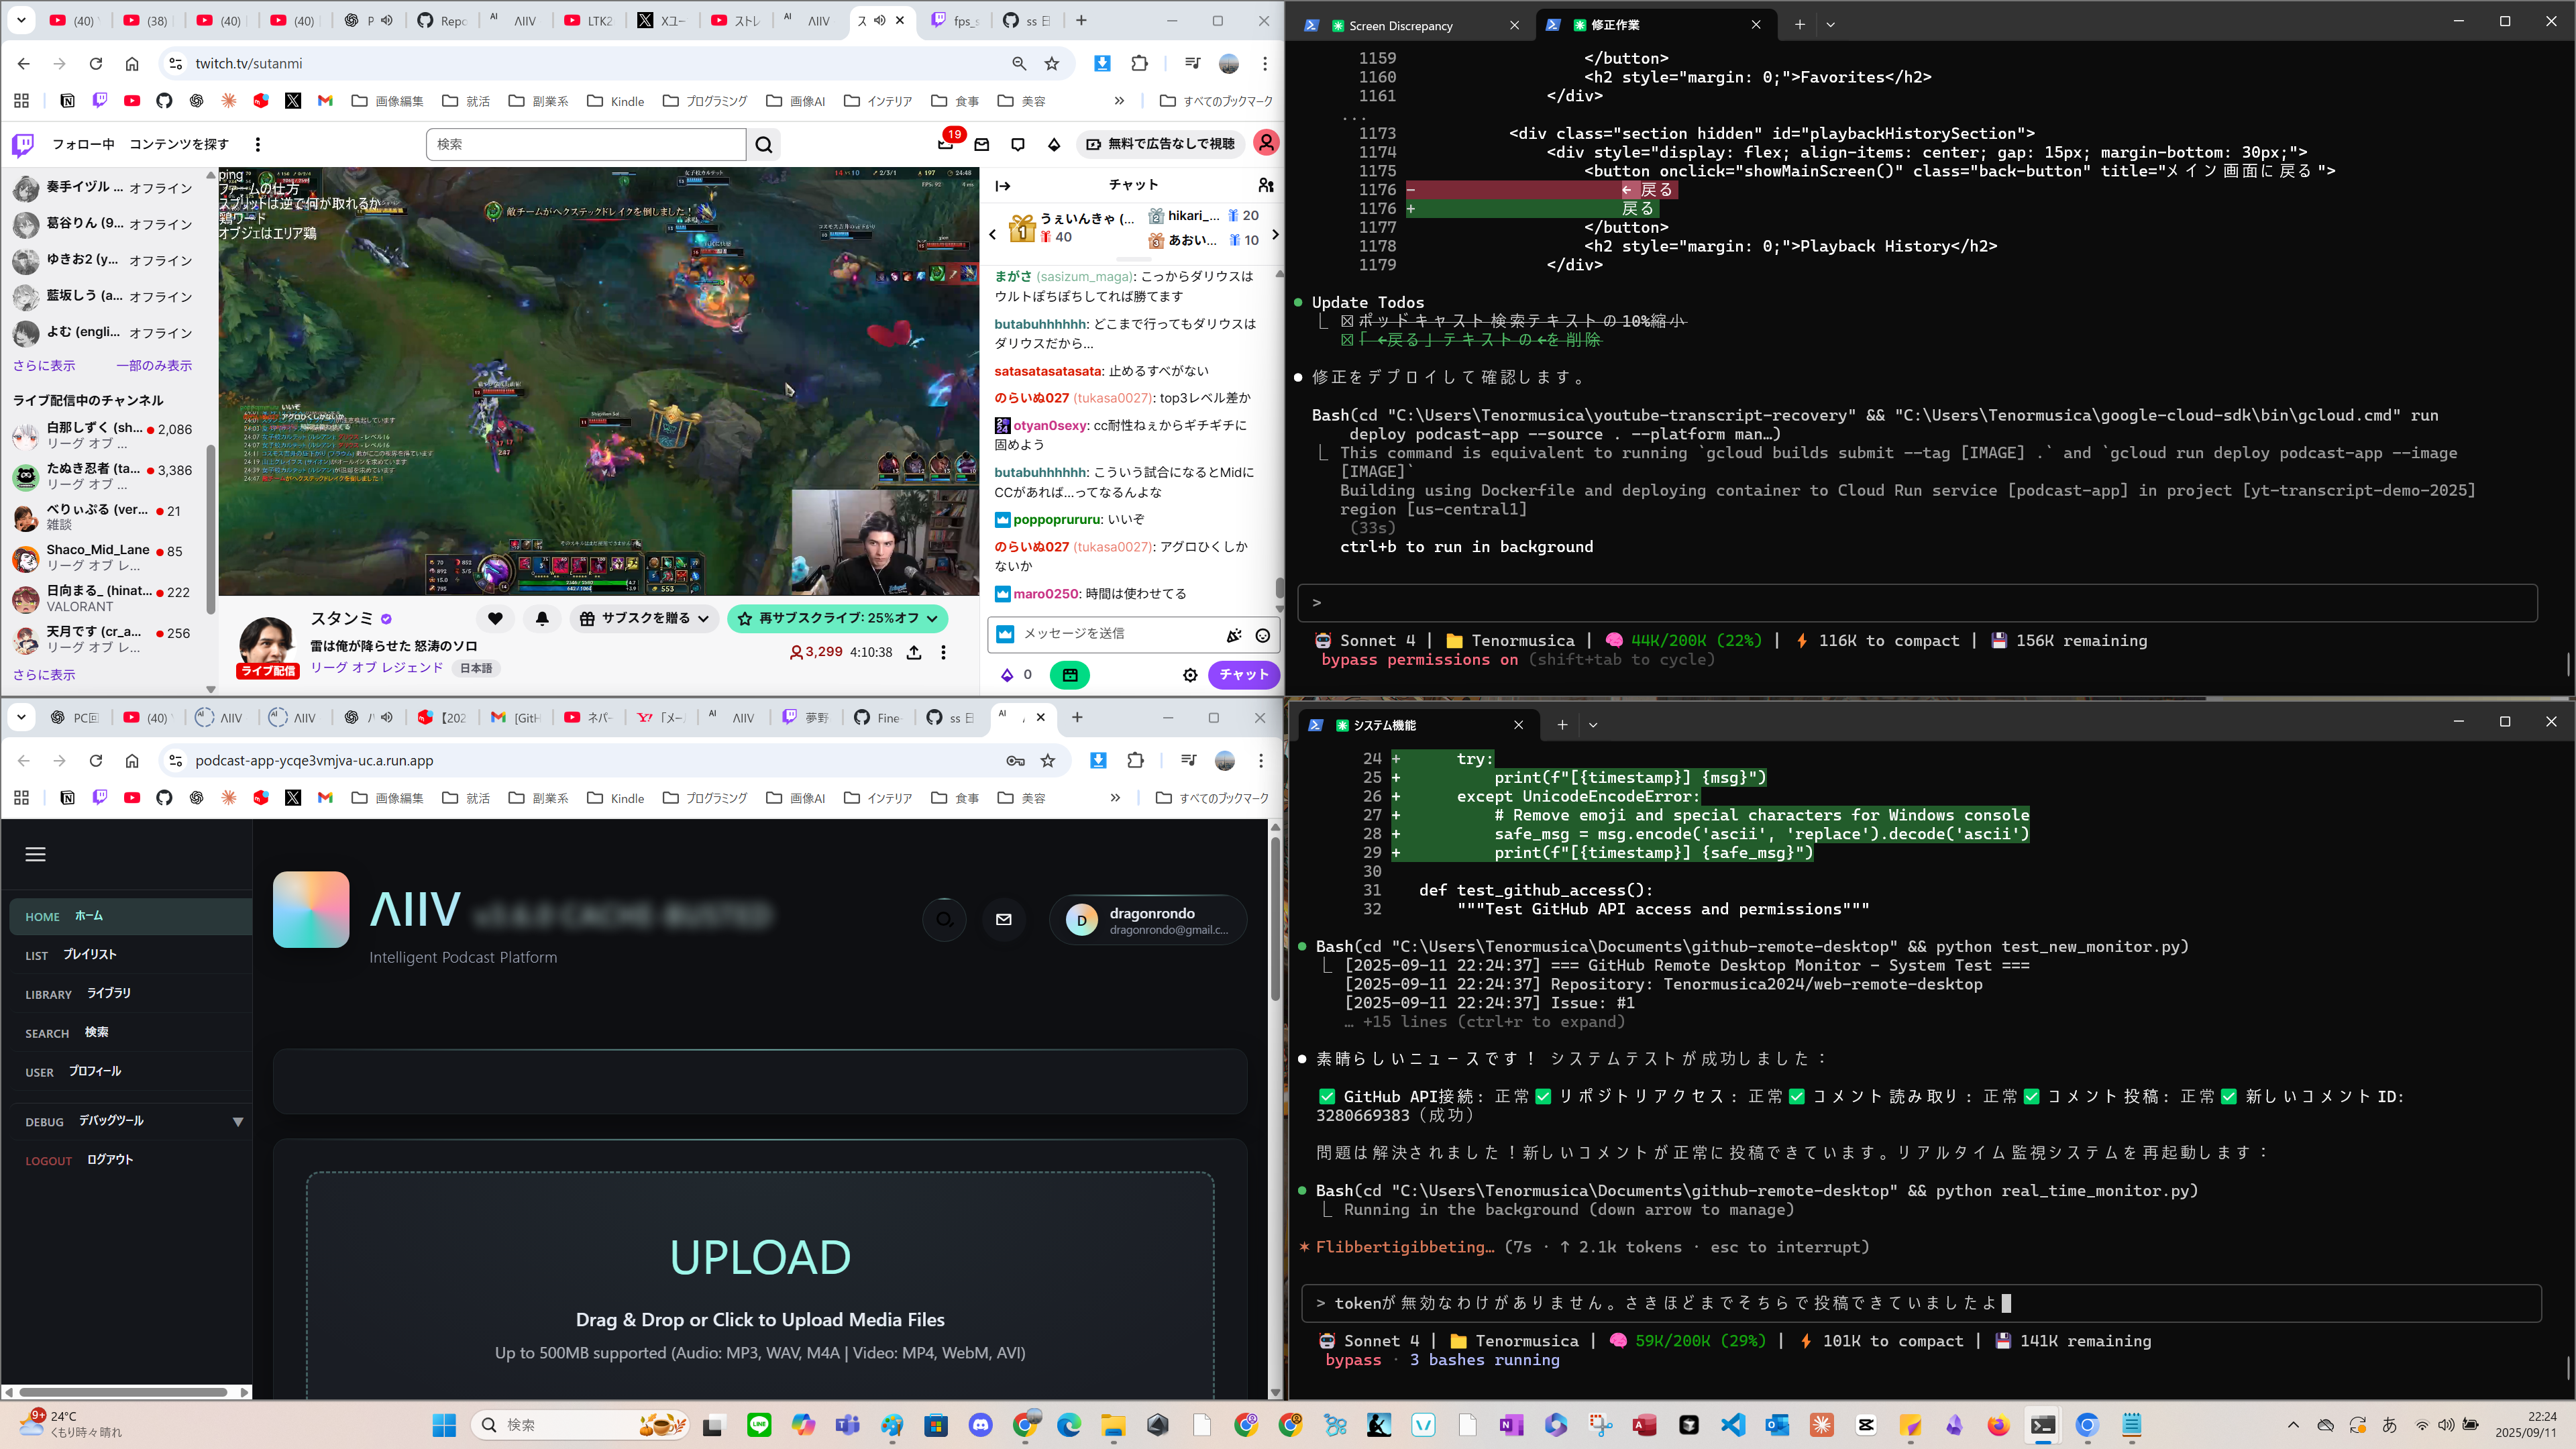 (40)
(38)
(40)
(40)
Repo
ΛIIV
LTK2
Xユー
ストレ
ΛIIV
ス
fps_s
ss E
twitch.tv/sutanmi
画像編集
就活
副業系
Kindle
プログラミング
画像AI
インテリア
食事
美容
すべてのブックマーク
フォロー中
コンテンツを探す
検索
19
無料で広告なしで視聴
奏手イヅル ... オフライン
葛谷りん (9... オフライン
ゆきお2 (y... オフライン
藍坂しう (a... オフライン
よむ (engli... オフライン
さらに表示
一部のみ表示
ライブ配信中のチャンネル
白那しずく (sh... 2,086
リーグ オブ ...
たぬき忍者 (ta... 3,386
リーグ オブ ...
べりぃぷる (ver... 21
雑談
Shaco_Mid_Lane 85
リーグ オブ レ...
日向まる_ (hinat... 222
VALORANT
天月です (cr_a... 256
リーグ オブ レ...
さらに表示
ping
ファームの仕方
スプリットは逆で何が取れるか
鶏ワード
オブジェはエリア鶏
敵チームがヘクステックドレイクを倒しました!
チャット
うぇいんきゃ (...
40
hikari_... 20
あおい... 10
まがさ (sasizum_maga): こっからダリウスは
ウルトぽちぽちしてれば勝てます
butabuhhhhhh: どこまで行ってもダリウスは
ダリウスだから...
satasatasatasata: 止めるすべがない
のらいぬ027 (tukasa0027): top3レベル差か
otyan0sexy: cc耐性ねぇからギチギチに
固めよう
butabuhhhhhh: こういう試合になるとMidに
CCがあれば...ってなるんよな
poppoprururu: いいぞ
のらいぬ027 (tukasa0027): アグロひくしか
ないか
maro0250: 時間は使わせてる
メッセージを送信
0
チャット
スタンミ
サブスクを贈る
再サブスクライブ: 25%オフ
雷は俺が降らせた 怒涛のソロ
ライブ配信
リーグ オブ レジェンド
日本語
3,299
4:10:38
Screen Discrepancy
修正作業
1159 </button>
1160 <h2 style="margin: 0;">Favorites</h2>
1161 </div>
...
1173 <div class="section hidden" id="playbackHistorySection">
1174 <div style="display: flex; align-items: center; gap: 15px; margin-bottom: 30px;">
1175 <button onclick="showMainScreen()" class="back-button" title="メイン画面に戻る">
1176 - ← 戻る
1176 + 戻る
1177 </button>
1178 <h2 style="margin: 0;">Playback History</h2>
1179 </div>
Update Todos
ポッドキャスト検索テキストの10%縮小
「←戻る」テキストの←を削除
修正をデプロイして確認します。
Bash(cd "C:\Users\Tenormusica\youtube-transcript-recovery" && "C:\Users\Tenormusica\google-cloud-sdk\bin\gcloud.cmd" run
deploy podcast-app --source . --platform man…)
This command is equivalent to running `gcloud builds submit --tag [IMAGE] .` and `gcloud run deploy podcast-app --image
[IMAGE]`
Building using Dockerfile and deploying container to Cloud Run service [podcast-app] in project [yt-transcript-demo-2025]
region [us-central1]
(33s)
ctrl+b to run in background
>
Sonnet 4 | Tenormusica | 44K/200K (22%) | 116K to compact | 156K remaining
bypass permissions on (shift+tab to cycle)
PC回
(40)
ΛIIV
ΛIIV
【202
[GitH
ネパー
「メー
ΛIIV
夢野
Fine
ss E
podcast-app-ycqe3vmjva-uc.a.run.app
画像編集
就活
副業系
Kindle
プログラミング
画像AI
インテリア
食事
美容
すべてのブックマーク
HOME ホーム
LIST プレイリスト
LIBRARY ライブラリ
SEARCH 検索
USER プロフィール
DEBUG デバッグツール
LOGOUT ログアウト
ΛIIV v3.6.0 CACHE-BUSTED
Intelligent Podcast Platform
D
dragonrondo
dragonrondo@gmail.c...
UPLOAD
Drag & Drop or Click to Upload Media Files
Up to 500MB supported (Audio: MP3, WAV, M4A | Video: MP4, WebM, AVI)
システム機能
24 + try:
25 + print(f"[{timestamp}] {msg}")
26 + except UnicodeEncodeError:
27 + # Remove emoji and special characters for Windows console
28 + safe_msg = msg.encode('ascii', 'replace').decode('ascii')
29 + print(f"[{timestamp}] {safe_msg}")
30
31 def test_github_access():
32 """Test GitHub API access and permissions"""
Bash(cd "C:\Users\Tenormusica\Documents\github-remote-desktop" && python test_new_monitor.py)
[2025-09-11 22:24:37] === GitHub Remote Desktop Monitor - System Test ===
[2025-09-11 22:24:37] Repository: Tenormusica2024/web-remote-desktop
[2025-09-11 22:24:37] Issue: #1
… +15 lines (ctrl+r to expand)
素晴らしいニュースです！ システムテストが成功しました：
✅ GitHub API接続: 正常✅ リポジトリアクセス: 正常✅ コメント読み取り: 正常✅ コメント投稿: 正常✅ 新しいコメントID:
3280669383（成功）
問題は解決されました！新しいコメントが正常に投稿できています。リアルタイム監視システムを再起動します：
Bash(cd "C:\Users\Tenormusica\Documents\github-remote-desktop" && python real_time_monitor.py)
Running in the background (down arrow to manage)
Flibbertigibbeting… (7s · ↑ 2.1k tokens · esc to interrupt)
> tokenが無効なわけがありません。さきほどまでそちらで投稿できていましたよ
Sonnet 4 | Tenormusica | 59K/200K (29%) | 101K to compact | 141K remaining
bypass · 3 bashes running
9+
24°C
くもり時々晴れ
検索
あ
22:24
2025/09/11